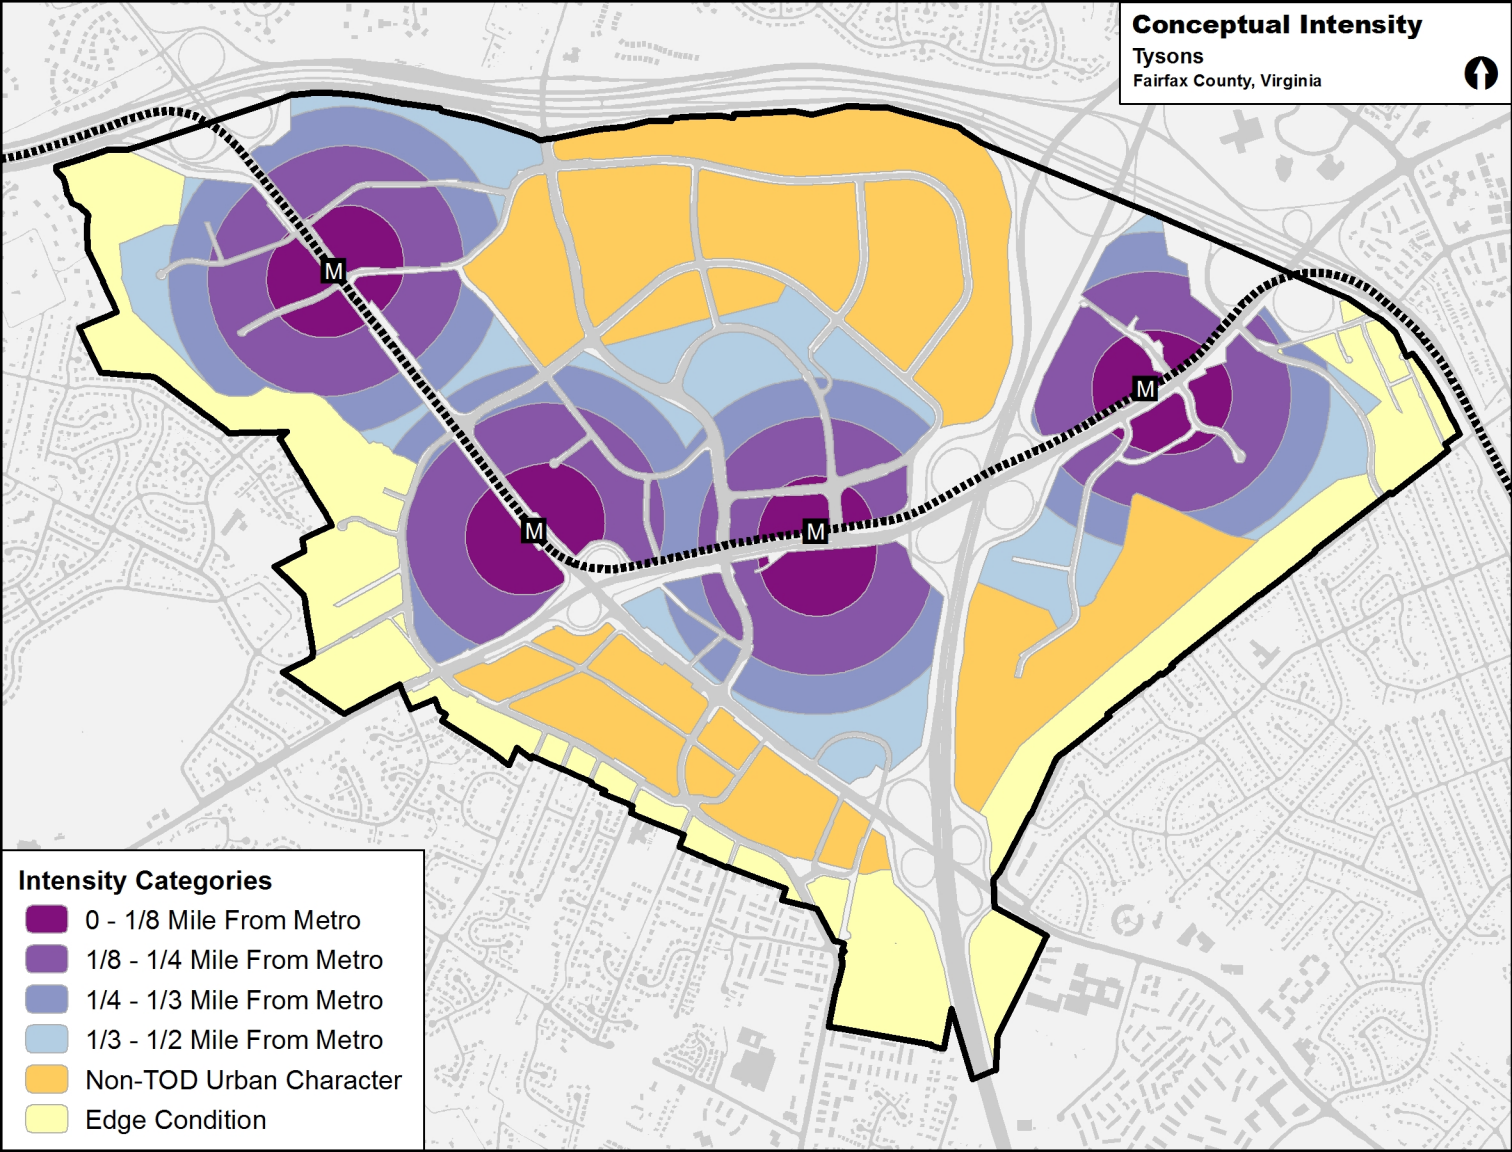 Conceptual Intensity
Tysons
Fairfax County, Virginia
M
M
M
M
Intensity Categories
0 - 1/8 Mile From Metro
1/8 - 1/4 Mile From Metro
1/4 - 1/3 Mile From Metro
1/3 - 1/2 Mile From Metro
Non-TOD Urban Character
Edge Condition